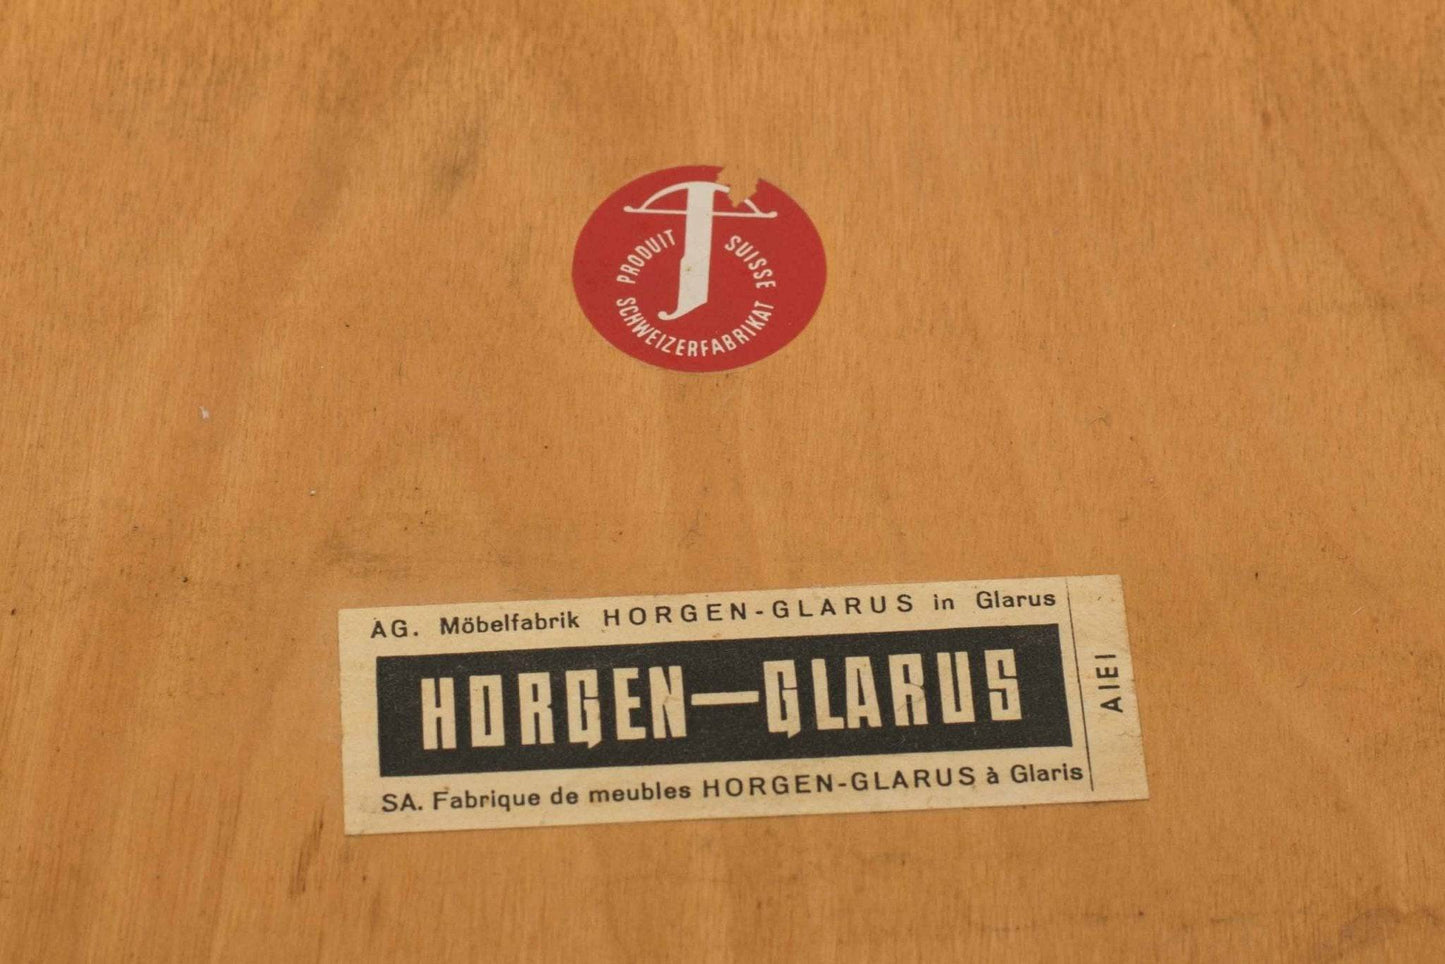 PRODUIT SUISSE
SCHWEIZERFABRIKAT
AG. Möbelfabrik HORGEN-GLARUS in Glarus
HORGEN—GLARUS
SA. Fabrique de meubles HORGEN-GLARUS à Glaris
AIEI